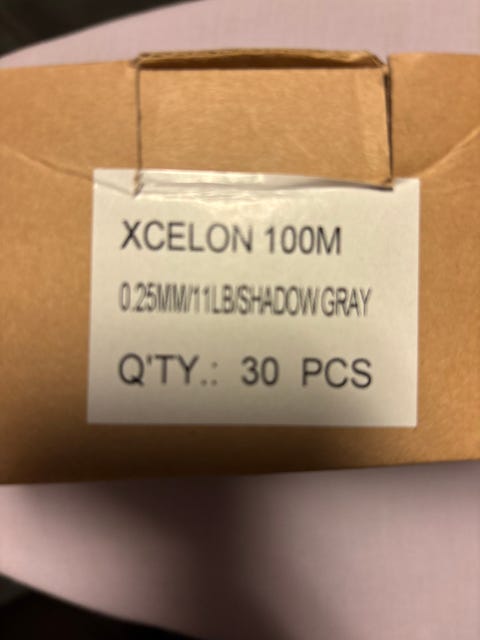 XCELON 100M
0.25MM/11LB/SHADOW GRAY
Q'TY.: 30 PCS